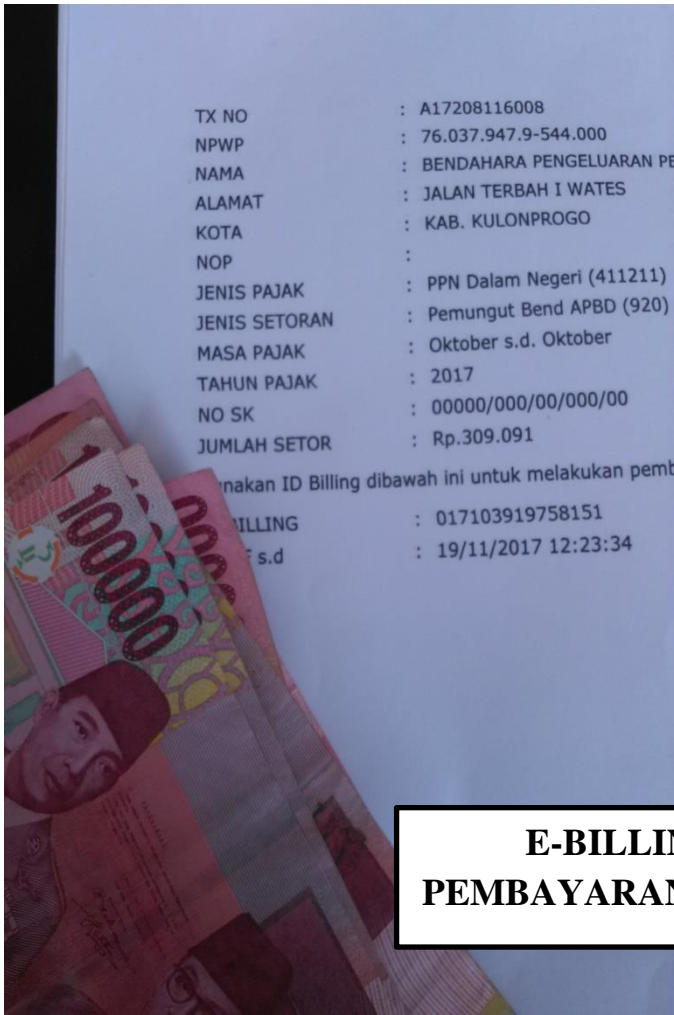 TX NO : A17208116008
NPWP : 76.037.947.9-544.000
NAMA : BENDAHARA PENGELUARAN PE
ALAMAT : JALAN TERBAH I WATES
KOTA : KAB. KULONPROGO
NOP :
JENIS PAJAK : PPN Dalam Negeri (411211)
JENIS SETORAN : Pemungut Bend APBD (920)
MASA PAJAK : Oktober s.d. Oktober
TAHUN PAJAK : 2017
NO SK : 00000/000/00/000/00
JUMLAH SETOR : Rp.309.091
unakan ID Billing dibawah ini untuk melakukan pemb
ILLING : 017103919758151
s.d : 19/11/2017 12:23:34
100000
E-BILLIN
PEMBAYARAN